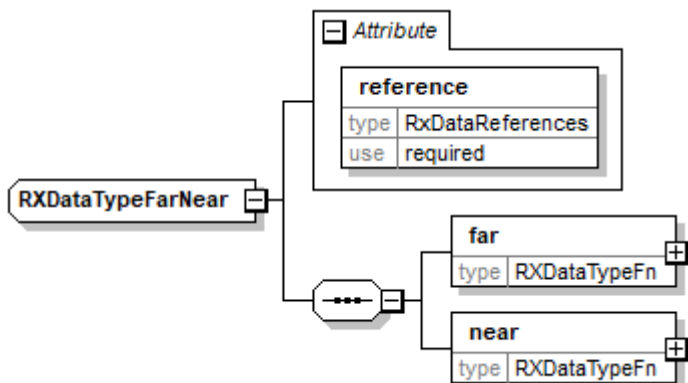 Attribute
reference
type RxDataReferences
use required
RXDataTypeFarNear
far
type RXDataTypeFn
near
type RXDataTypeFn